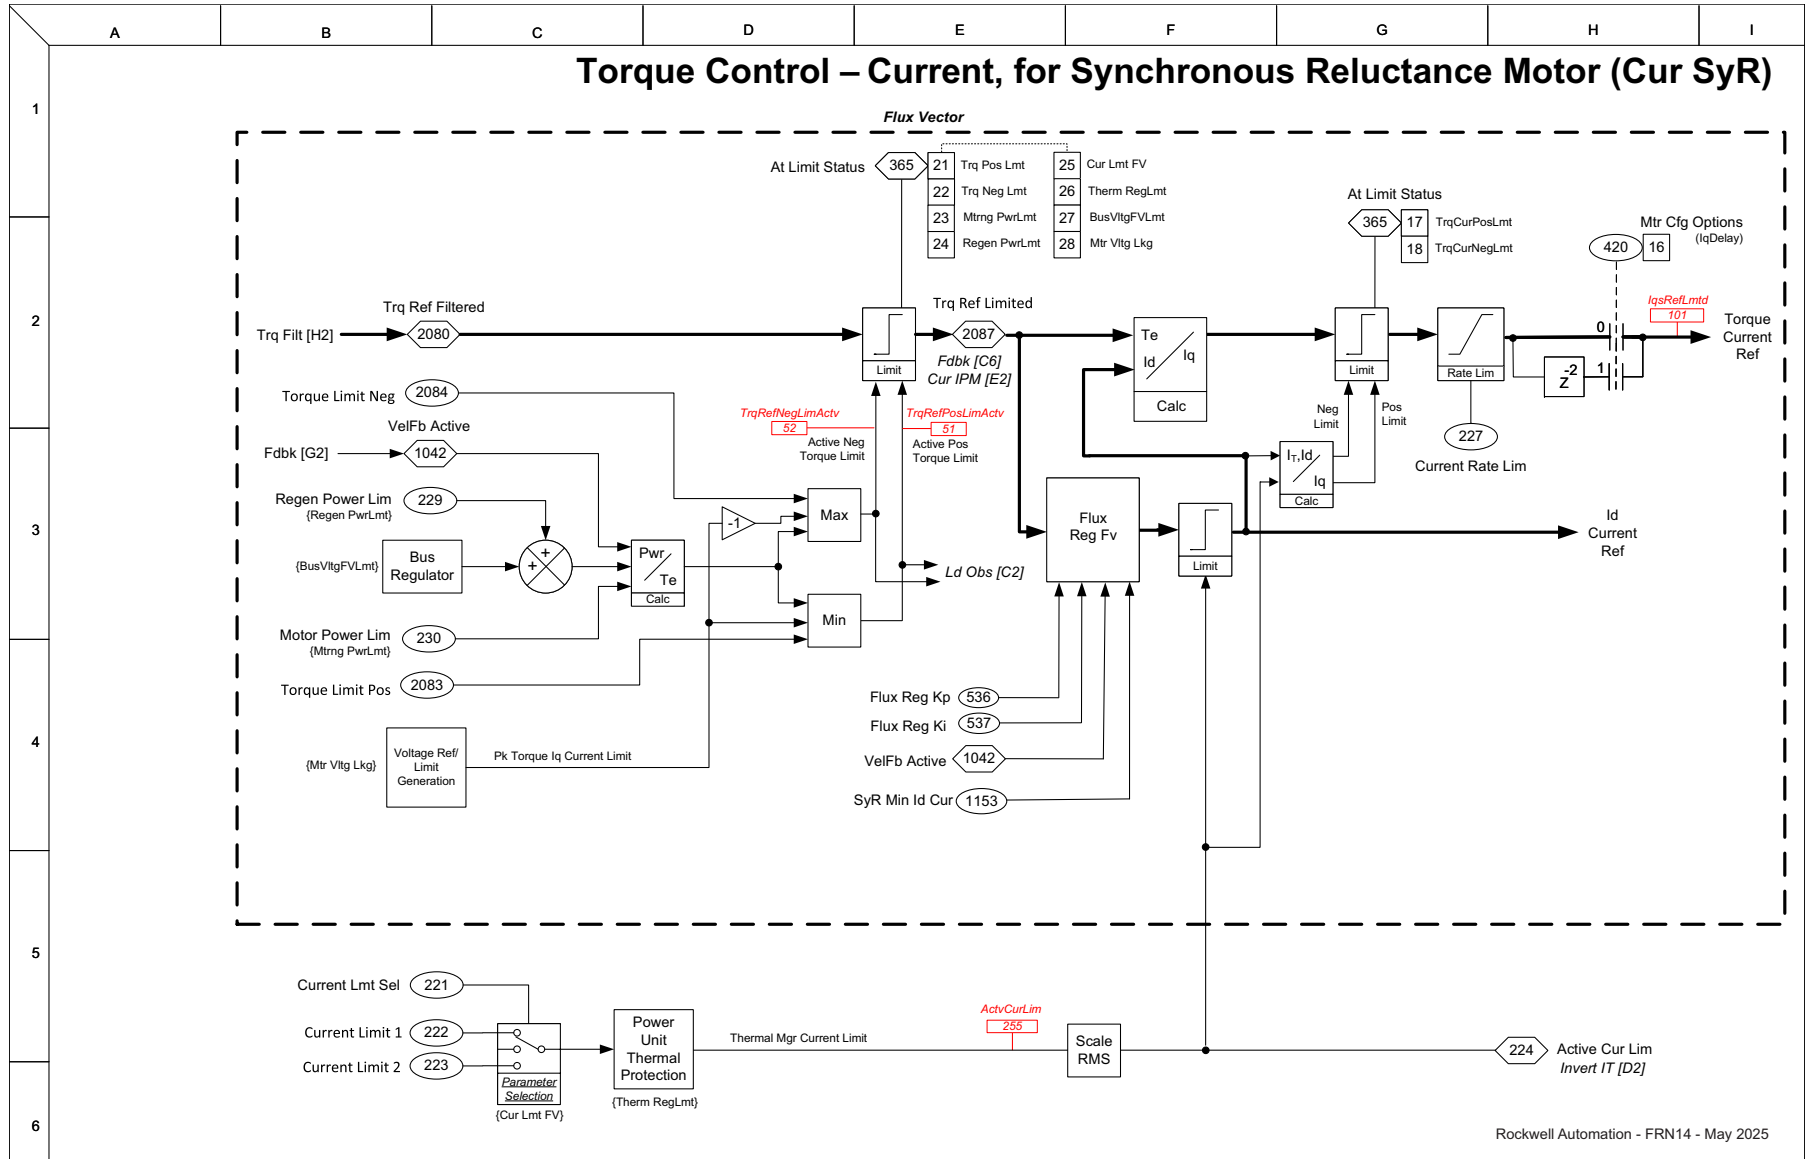 A B C D E F G H I
Torque Control – Current, for Synchronous Reluctance Motor (Cur SyR)
1
Flux Vector
At Limit Status 365
21 Trq Pos Lmt
22 Trq Neg Lmt
23 Mtrng PwrLmt
24 Regen PwrLmt
25 Cur Lmt FV
26 Therm RegLmt
27 BusVltgFVLmt
28 Mtr Vltg Lkg
At Limit Status
365 17 TrqCurPosLmt
18 TrqCurNegLmt
Mtr Cfg Options
(IqDelay)
420 16
2
Trq Filt [H2]
Trq Ref Filtered
2080
Limit
Trq Ref Limited
2087
Fdbk [C6]
Cur IPM [E2]
Te
Id
Iq
Calc
Limit
Rate Lim
0
1
Z-2
IqsRefLmtd
101
Torque
Current
Ref
Neg
Limit
Pos
Limit
227
Current Rate Lim
Torque Limit Neg 2084
TrqRefNegLimActv
52
Active Neg
Torque Limit
TrqRefPosLimActv
51
Active Pos
Torque Limit
3
VelFb Active
Fdbk [G2] 1042
Regen Power Lim 229
{Regen PwrLmt}
{BusVltgFVLmt}
Bus
Regulator
+
+
Pwr
Te
Calc
-1
Max
Min
Ld Obs [C2]
Flux
Reg Fv
Limit
IT,Id
Iq
Calc
Id
Current
Ref
Motor Power Lim 230
{Mtrng PwrLmt}
Torque Limit Pos 2083
4
{Mtr Vltg Lkg}
Voltage Ref/
Limit
Generation
Pk Torque Iq Current Limit
Flux Reg Kp 536
Flux Reg Ki 537
VelFb Active 1042
SyR Min Id Cur 1153
5
Current Lmt Sel 221
Current Limit 1 222
Current Limit 2 223
Parameter
Selection
{Cur Lmt FV}
Power
Unit
Thermal
Protection
{Therm RegLmt}
Thermal Mgr Current Limit
ActvCurLim
255
Scale
RMS
224 Active Cur Lim
Invert IT [D2]
6
Rockwell Automation - FRN14 - May 2025